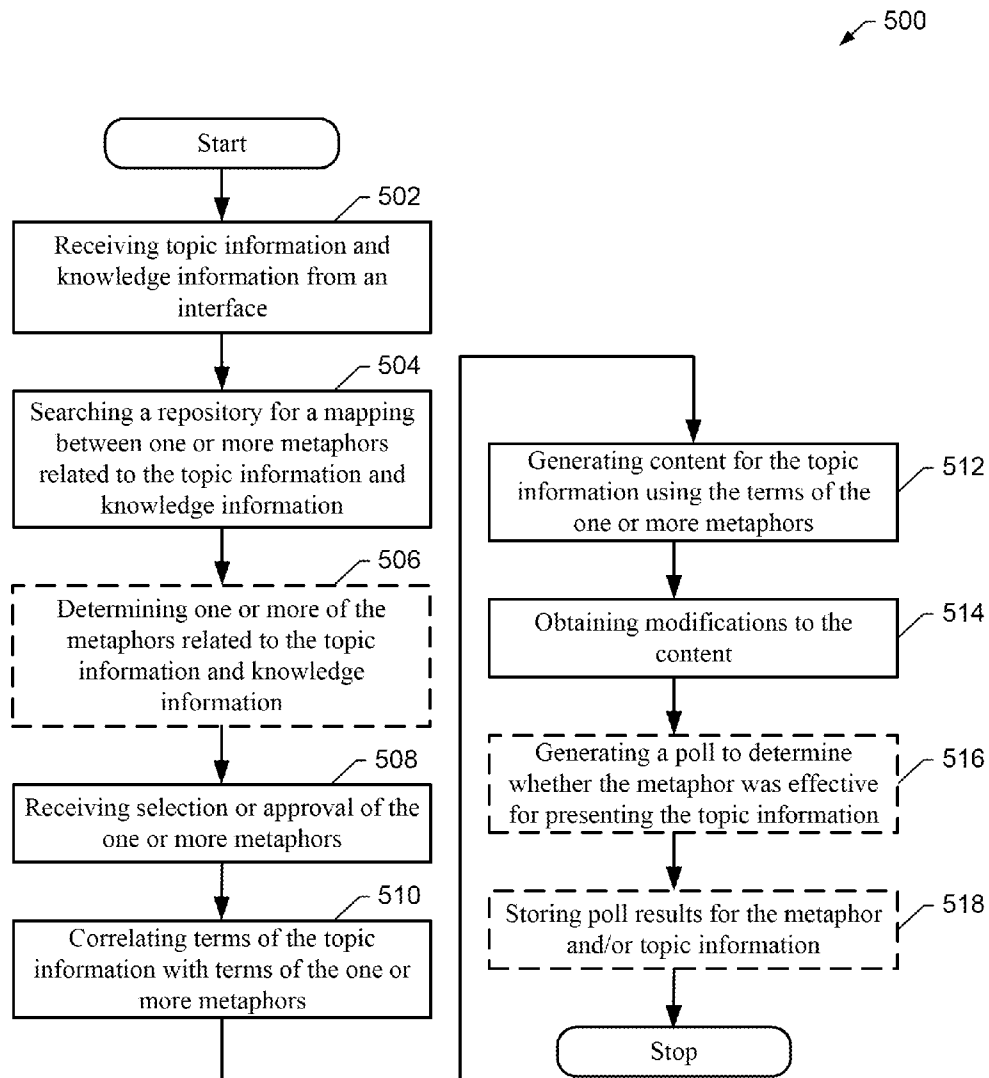 500
Start
502
Receiving topic information and
knowledge information from an
interface
504
Searching a repository for a mapping
between one or more metaphors
related to the topic information and
knowledge information
506
Determining one or more of the
metaphors related to the topic
information and knowledge
information
508
Receiving selection or approval of the
one or more metaphors
510
Correlating terms of the topic
information with terms of the one or
more metaphors
Generating content for the topic
information using the terms of the
one or more metaphors
512
Obtaining modifications to the
content
514
Generating a poll to determine
whether the metaphor was effective
for presenting the topic information
516
Storing poll results for the metaphor
and/or topic information
518
Stop